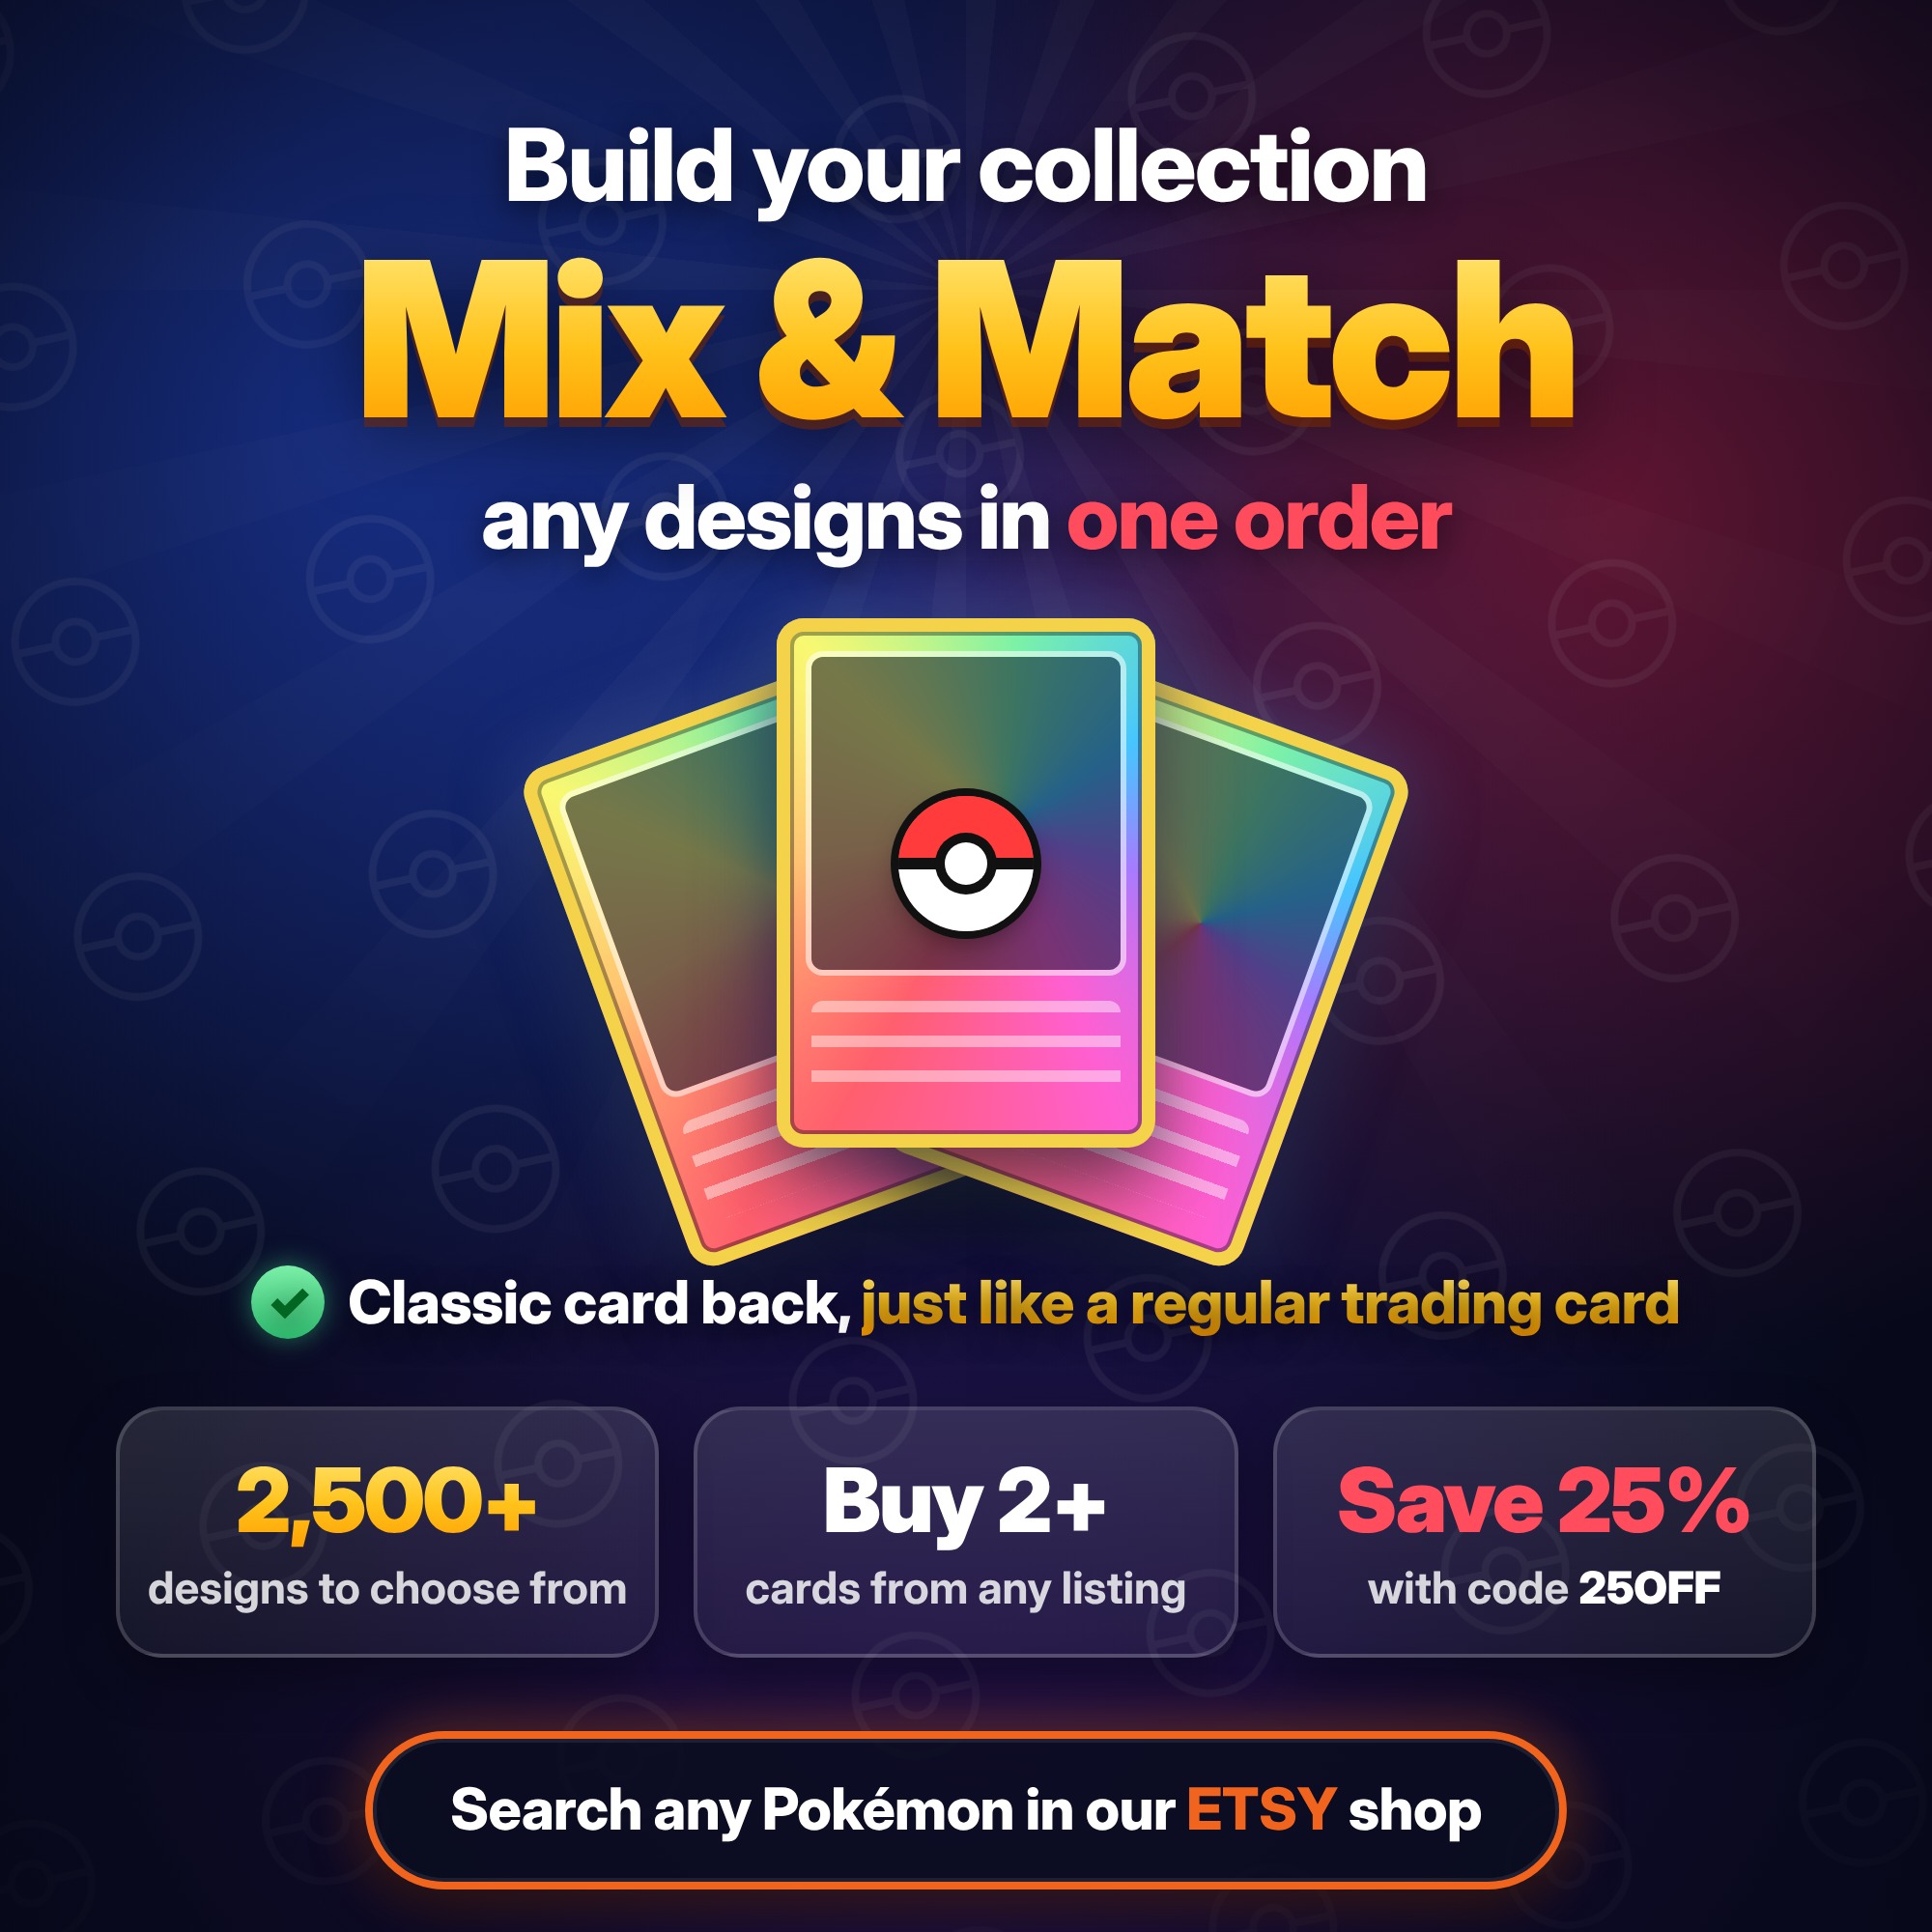 Build your collection
Mix & Match
any designs in one order
Classic card back, just like a regular trading card
2,500+
designs to choose from
Buy 2+
cards from any listing
Save 25%
with code 25OFF
Search any Pokémon in our ETSY shop